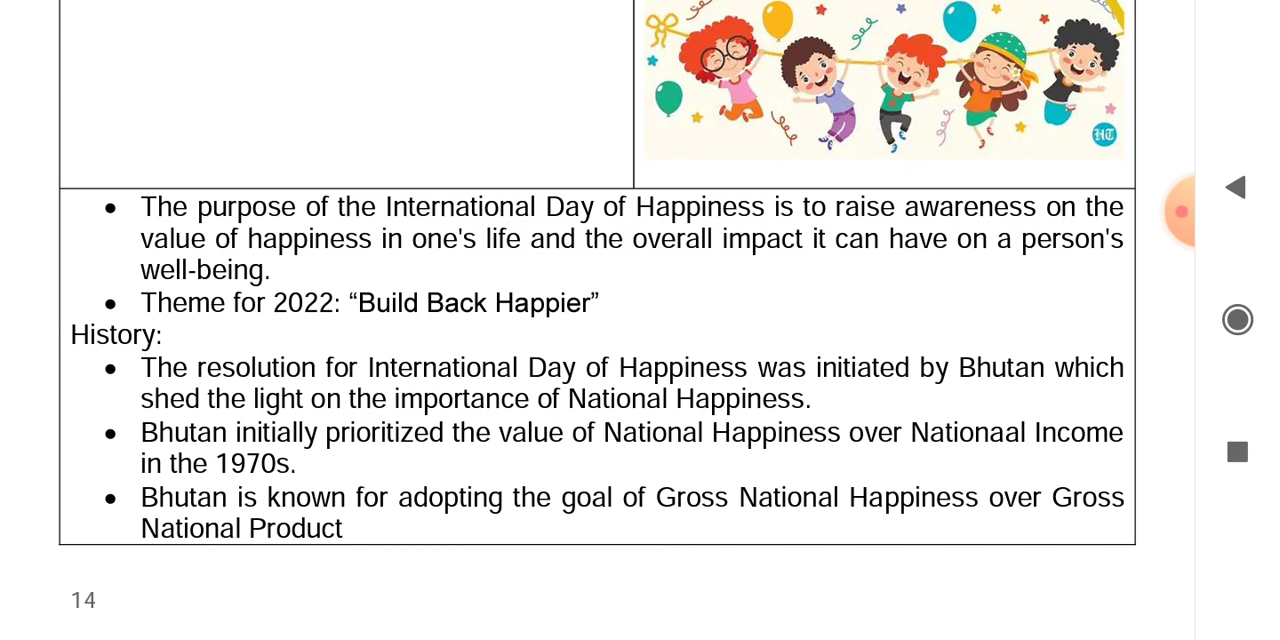 HT
• The purpose of the International Day of Happiness is to raise awareness on the
value of happiness in one's life and the overall impact it can have on a person's
well-being.
• Theme for 2022: “Build Back Happier”
History:
• The resolution for International Day of Happiness was initiated by Bhutan which
shed the light on the importance of National Happiness.
• Bhutan initially prioritized the value of National Happiness over Nationaal Income
in the 1970s.
• Bhutan is known for adopting the goal of Gross National Happiness over Gross
National Product
14